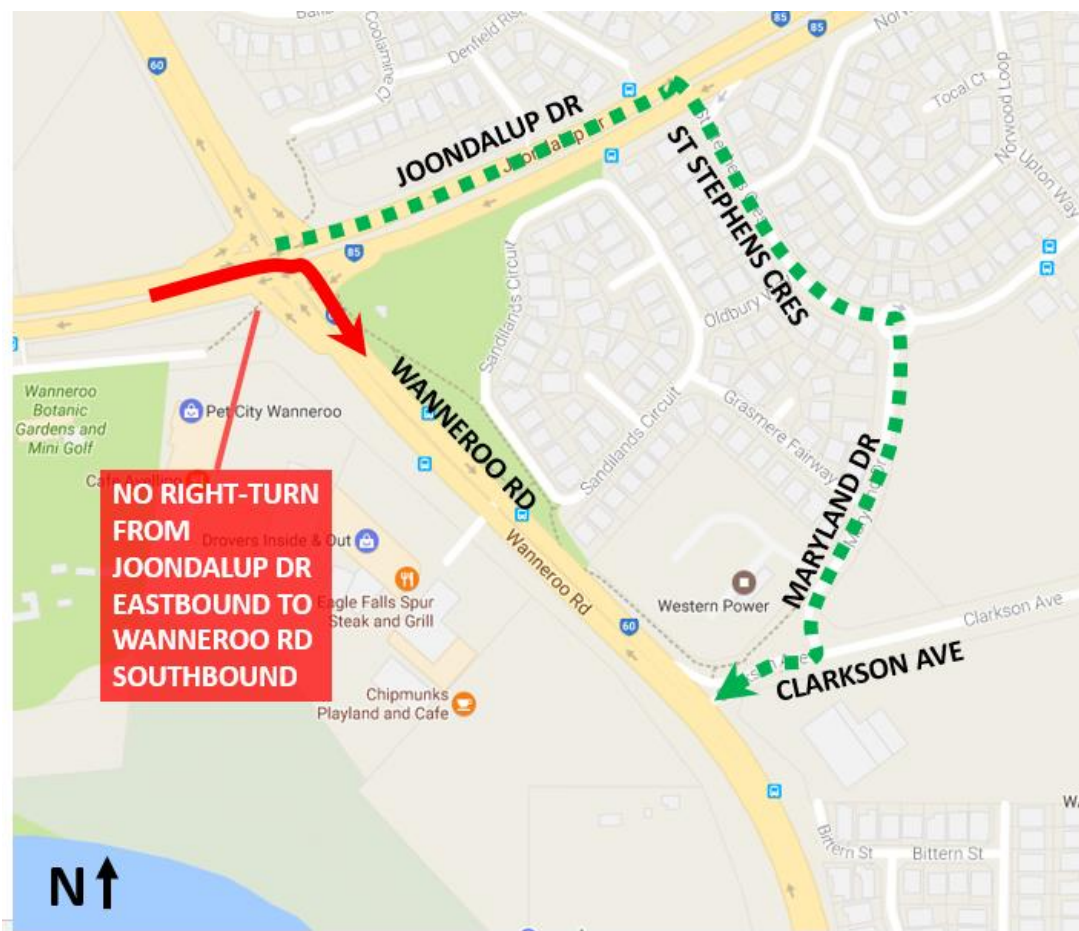 Coolamine Ct
Denfield Rise
85
85
60
Tocal Ct
Norwood Loop
Upton Way
JOONDALUP DR
ST STEPHENS CRES
St Stephens Cres
85
Sandilands Circuit
Oldbury
WANNEROO RD
Wanneroo
Botanic
Gardens and
Mini Golf
Pet City Wanneroo
Sandilands Circuit
Grasmere Fairway
MARYLAND DR
NO RIGHT-TURN
FROM
JOONDALUP DR
EASTBOUND TO
WANNEROO RD
SOUTHBOUND
Drovers Inside & Out
Eagle Falls Spur
Steak and Grill
Wanneroo Rd
Western Power
60
Clarkson Ave
CLARKSON AVE
Chipmunks
Playland and Cafe
Bittern St
Bittern St
N